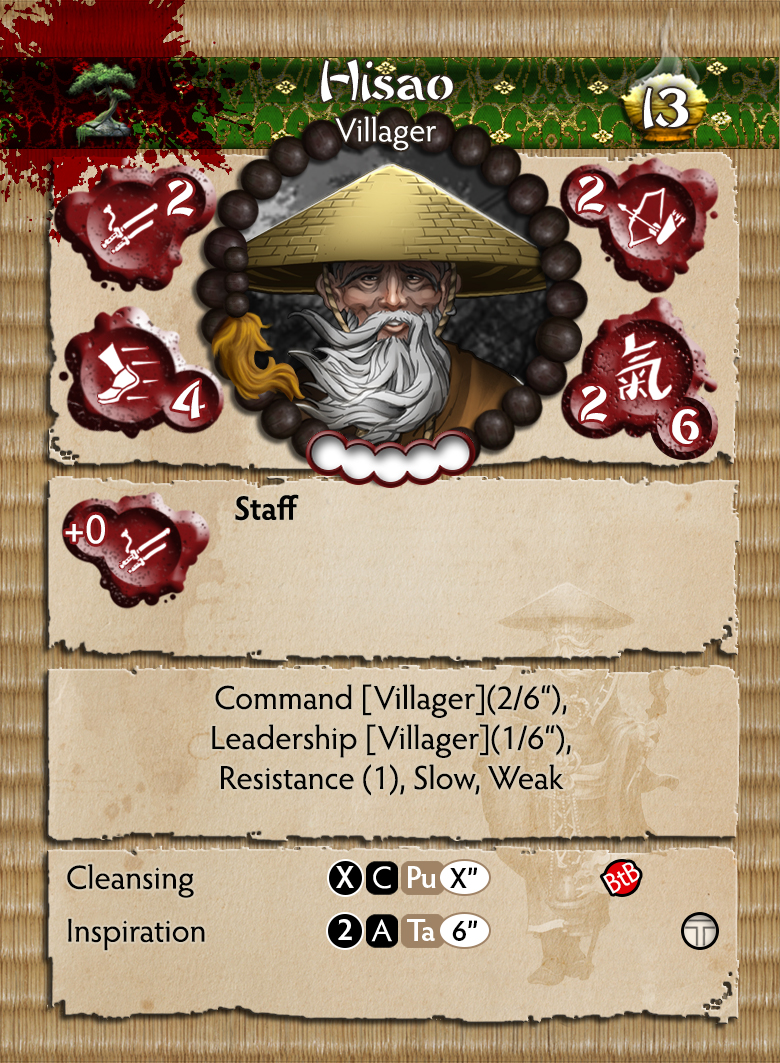 Hisao
13
Villager
2
2
4
氣
2
6
+0
Staff
Command [Villager](2/6"),
Leadership [Villager](1/6"),
Resistance (1), Slow, Weak
Cleansing X C Pu X" BtB
Inspiration 2 A Ta 6" T